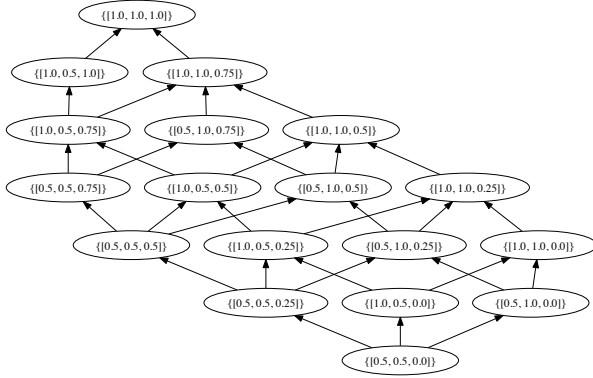 {[1.0, 1.0, 1.0]}
{[1.0, 0.5, 1.0]} {[1.0, 1.0, 0.75]}
{[1.0, 0.5, 0.75]} {[0.5, 1.0, 0.75]} {[1.0, 1.0, 0.5]}
{[0.5, 0.5, 0.75]} {[1.0, 0.5, 0.5]} {[0.5, 1.0, 0.5]} {[1.0, 1.0, 0.25]}
{[0.5, 0.5, 0.5]} {[1.0, 0.5, 0.25]} {[0.5, 1.0, 0.25]} {[1.0, 1.0, 0.0]}
{[0.5, 0.5, 0.25]} {[1.0, 0.5, 0.0]} {[0.5, 1.0, 0.0]}
{[0.5, 0.5, 0.0]}